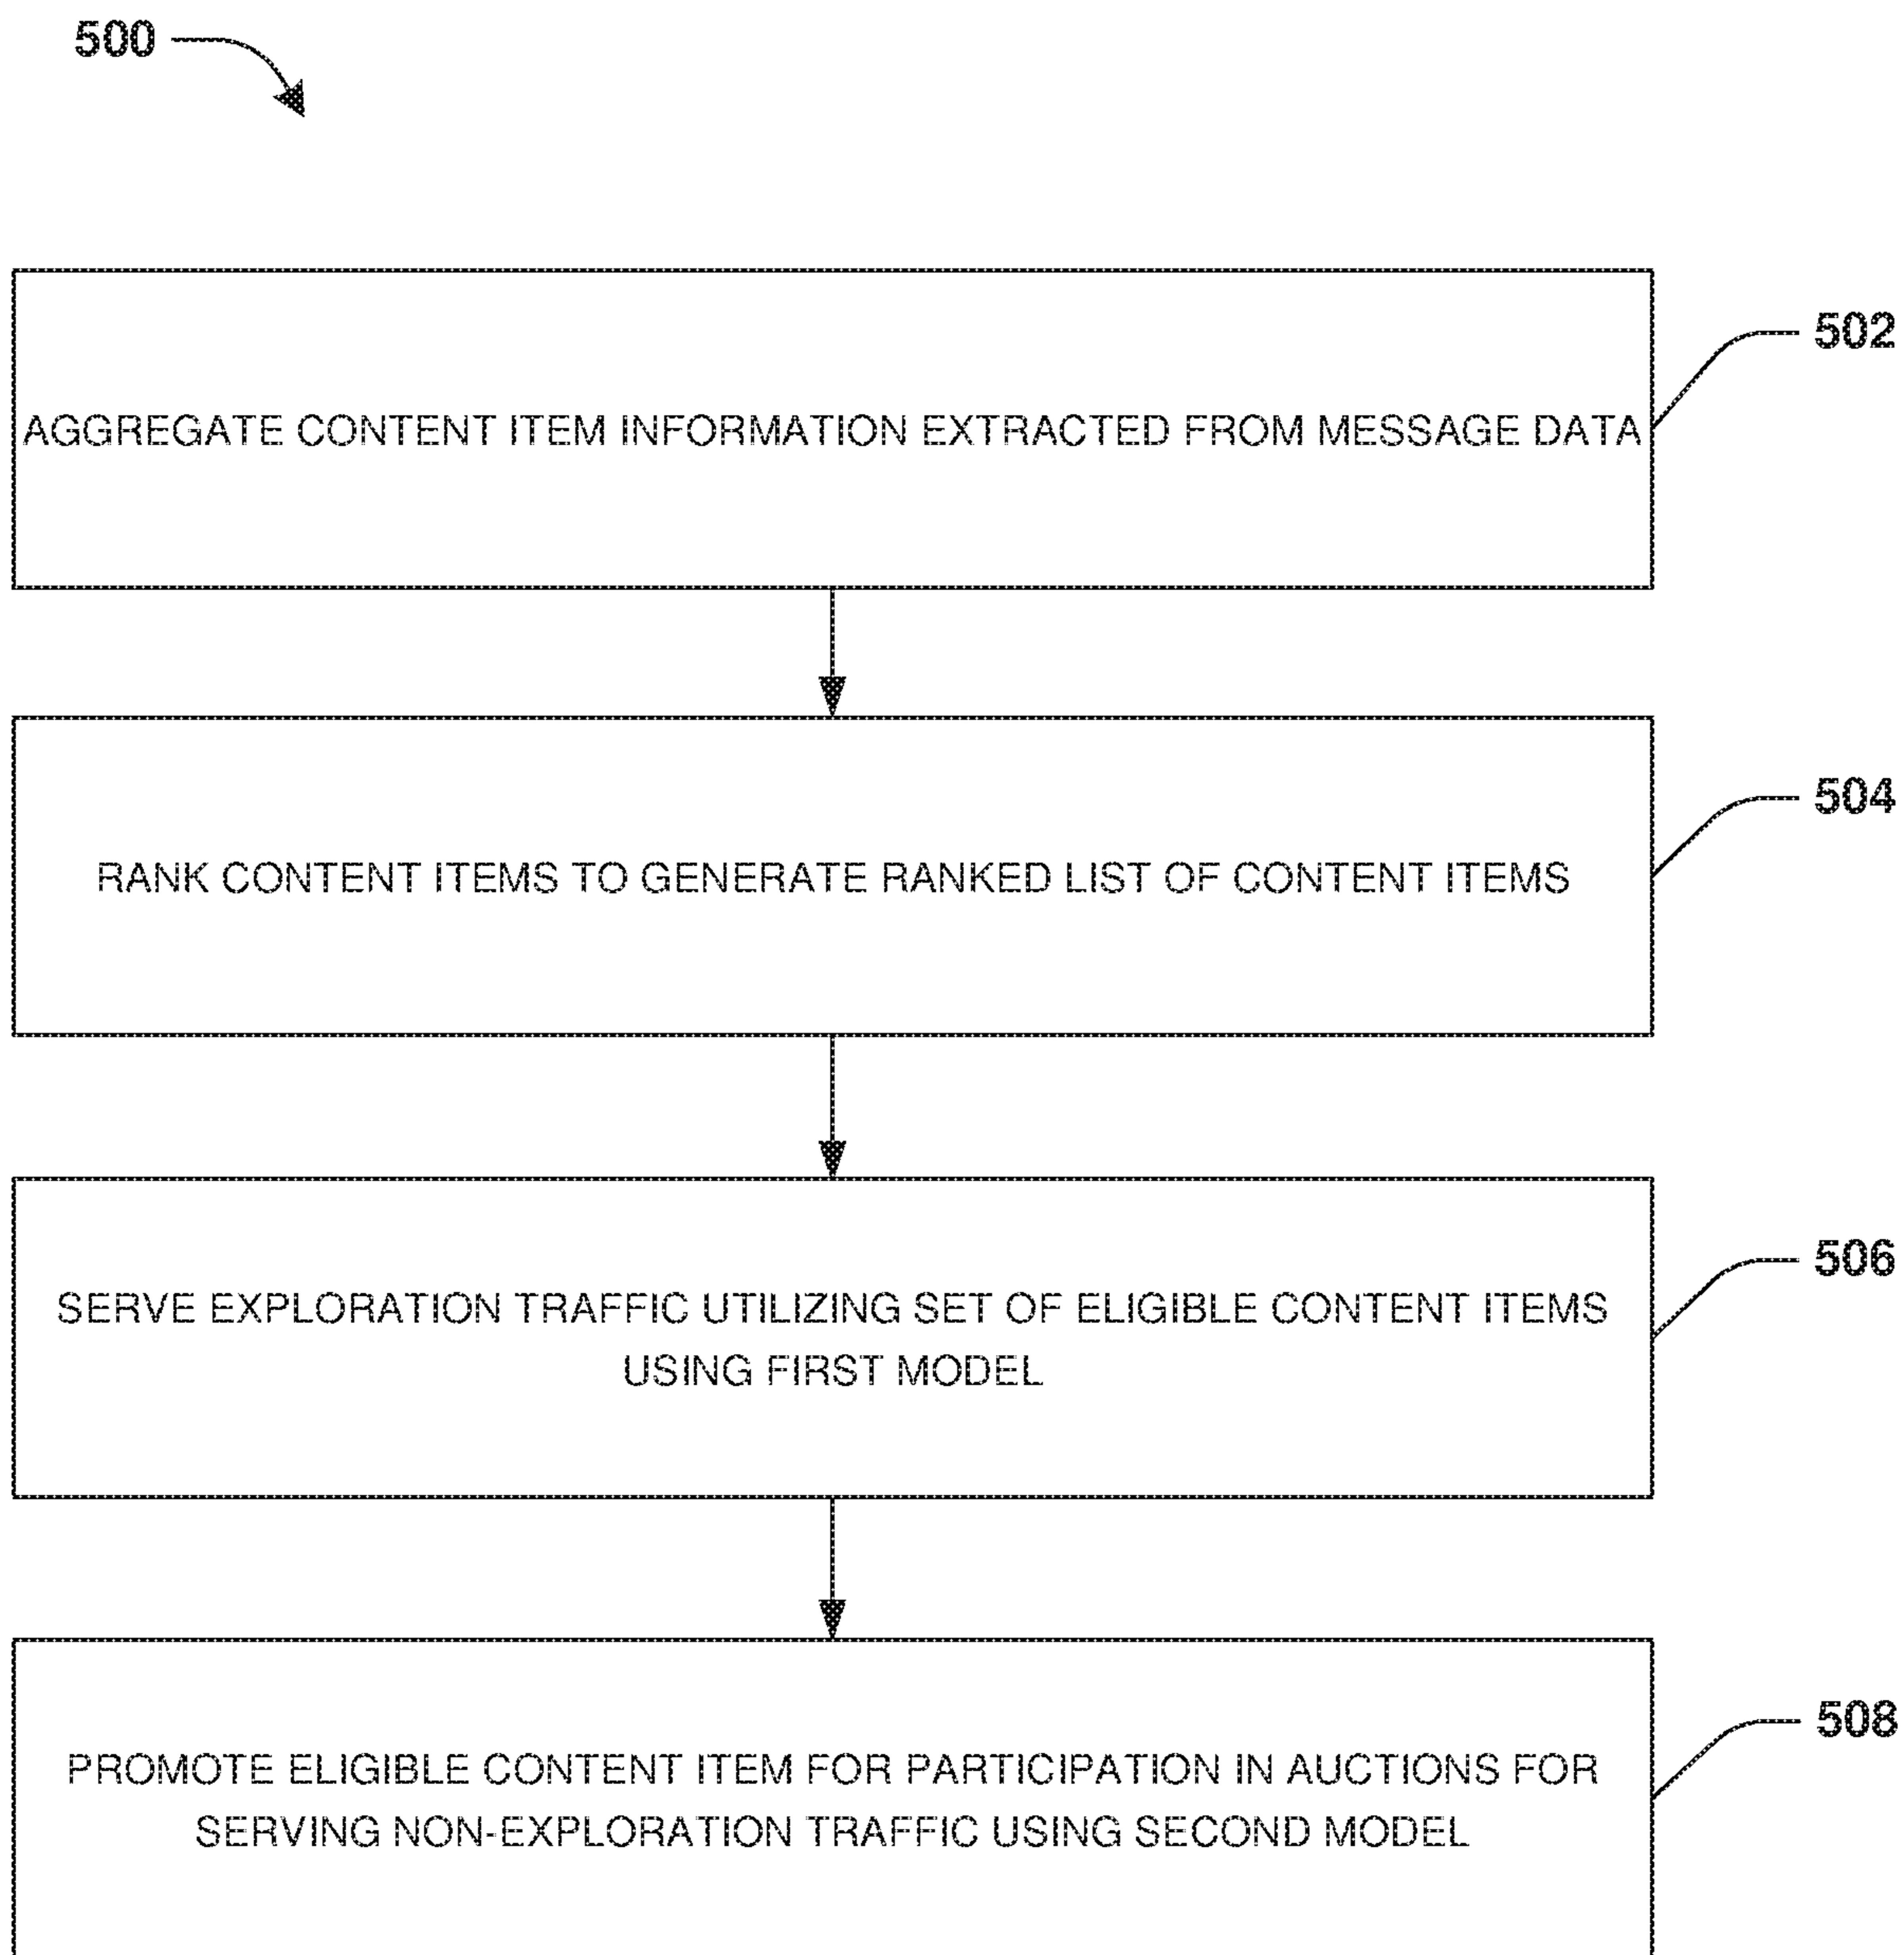 500
AGGREGATE CONTENT ITEM INFORMATION EXTRACTED FROM MESSAGE DATA
502
RANK CONTENT ITEMS TO GENERATE RANKED LIST OF CONTENT ITEMS
504
SERVE EXPLORATION TRAFFIC UTILIZING SET OF ELIGIBLE CONTENT ITEMS
USING FIRST MODEL
506
PROMOTE ELIGIBLE CONTENT ITEM FOR PARTICIPATION IN AUCTIONS FOR
SERVING NON-EXPLORATION TRAFFIC USING SECOND MODEL
508